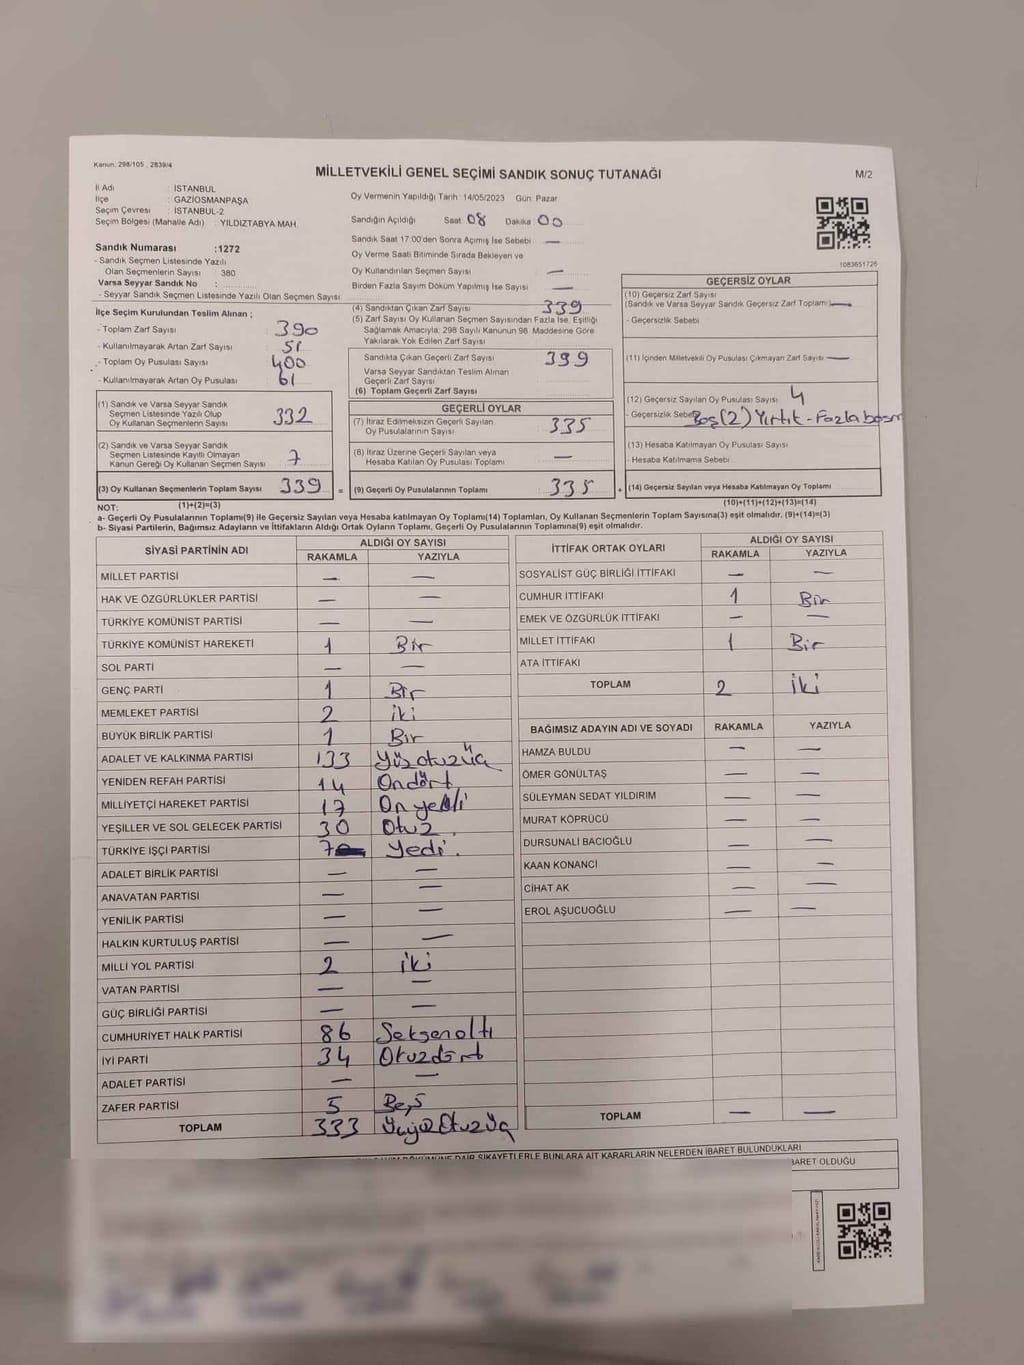 Kanun: 298/105 , 2839/4
MİLLETVEKİLİ GENEL SEÇİMİ SANDIK SONUÇ TUTANAĞI
M/2
İl Adı : İSTANBUL
İlçe : GAZİOSMANPAŞA
Seçim Çevresi : İSTANBUL-2
Seçim Bölgesi (Mahalle Adı) : YILDIZTABYA MAH.
Sandık Numarası :1272
- Sandık Seçmen Listesinde Yazılı
Olan Seçmenlerin Sayısı : 380
Varsa Seyyar Sandık No :
- Seyyar Sandık Seçmen Listesinde Yazılı Olan Seçmen Sayısı:
İlçe Seçim Kurulundan Teslim Alınan ;
- Toplam Zarf Sayısı 390
- Kullanılmayarak Artan Zarf Sayısı 51
- Toplam Oy Pusulası Sayısı 400
- Kullanılmayarak Artan Oy Pusulası 61
(1) Sandık ve Varsa Seyyar Sandık
Seçmen Listesinde Yazılı Olup
Oy Kullanan Seçmenlerin Sayısı 332
(2) Sandık ve Varsa Seyyar Sandık
Seçmen Listesinde Kayıtlı Olmayan
Kanun Gereği Oy Kullanan Seçmen Sayısı 7
(3) Oy Kullanan Seçmenlerin Toplam Sayısı 339 =
(1)+(2)=(3)
Oy Vermenin Yapıldığı Tarih :14/05/2023 Gün: Pazar
Sandığın Açıldığı Saat 08 Dakika 00
Sandık Saat 17:00'den Sonra Açımış İse Sebebi —
Oy Verme Saati Bitiminde Sırada Bekleyen ve
Oy Kullandırılan Seçmen Sayısı —
Birden Fazla Sayım Döküm Yapılmış İse Sayısı —
(4) Sandıktan Çıkan Zarf Sayısı 339
(5) Zarf Sayısı Oy Kullanan Seçmen Sayısından Fazla İse, Eşitliği
Sağlamak Amacıyla; 298 Sayılı Kanunun 98. Maddesine Göre
Yakılarak Yok Edilen Zarf Sayısı
Sandıkta Çıkan Geçerli Zarf Sayısı 339
Varsa Seyyar Sandıktan Teslim Alınan
Geçerli Zarf Sayısı
(6) Toplam Geçerli Zarf Sayısı
GEÇERLİ OYLAR
(7) İtiraz Edilmeksizin Geçerli Sayılan
Oy Pusulalarının Sayısı 335
(8) İtiraz Üzerine Geçerli Sayılan veya
Hesaba Katılan Oy Pusulası Toplamı —
(9) Geçerli Oy Pusulalarının Toplamı 335 +
1083651726
GEÇERSİZ OYLAR
(10) Geçersiz Zarf Sayısı
(Sandık ve Varsa Seyyar Sandık Geçersiz Zarf Toplamı) —
- Geçersizlik Sebebi
(11) İçinden Milletvekili Oy Pusulası Çıkmayan Zarf Sayısı —
(12) Geçersiz Sayılan Oy Pusulası Sayısı 4
- Geçersizlik Sebebi Boş(2) Yırtık - Fazla basım
(13) Hesaba Katılmayan Oy Pusulası Sayısı
- Hesaba Katılmama Sebebi
(14) Geçersiz Sayılan veya Hesaba Katılmayan Oy Toplamı
(10)+(11)+(12)+(13)=(14)
NOT:
a- Geçerli Oy Pusulalarının Toplamı(9) ile Geçersiz Sayılan veya Hesaba katılmayan Oy Toplamı(14) Toplamları, Oy Kullanan Seçmenlerin Toplam Sayısına(3) eşit olmalıdır. (9)+(14)=(3)
b- Siyasi Partilerin, Bağımsız Adayların ve İttifakların Aldığı Ortak Oyların Toplamı, Geçerli Oy Pusulalarının Toplamına(9) eşit olmalıdır.
SİYASİ PARTİNİN ADI ALDIĞI OY SAYISI
RAKAMLA YAZIYLA
MİLLET PARTİSİ — —
HAK VE ÖZGÜRLÜKLER PARTİSİ — —
TÜRKİYE KOMÜNİST PARTİSİ — —
TÜRKİYE KOMÜNİST HAREKETİ 1 Bir
SOL PARTİ — —
GENÇ PARTİ 1 Bir
MEMLEKET PARTİSİ 2 iki
BÜYÜK BİRLİK PARTİSİ 1 Bir
ADALET VE KALKINMA PARTİSİ 133 Yüzotuzüç
YENİDEN REFAH PARTİSİ 14 Ondört
MİLLİYETÇİ HAREKET PARTİSİ 17 Onyedi
YEŞİLLER VE SOL GELECEK PARTİSİ 30 Otuz.
TÜRKİYE İŞÇİ PARTİSİ 7 Yedi.
ADALET BİRLİK PARTİSİ — —
ANAVATAN PARTİSİ — —
YENİLİK PARTİSİ — —
HALKIN KURTULUŞ PARTİSİ — —
MİLLİ YOL PARTİSİ 2 iki
VATAN PARTİSİ — —
GÜÇ BİRLİĞİ PARTİSİ — —
CUMHURİYET HALK PARTİSİ 86 Seksenaltı
İYİ PARTİ 34 Otuzdört
ADALET PARTİSİ — —
ZAFER PARTİSİ 5 Beş
TOPLAM 333 ÜçyüzOtuzÜç
İTTİFAK ORTAK OYLARI ALDIĞI OY SAYISI
RAKAMLA YAZIYLA
SOSYALİST GÜÇ BİRLİĞİ İTTİFAKI — —
CUMHUR İTTİFAKI 1 Bir
EMEK VE ÖZGÜRLÜK İTTİFAKI — —
MİLLET İTTİFAKI 1 Bir
ATA İTTİFAKI
TOPLAM 2 iki
BAĞIMSIZ ADAYIN ADI VE SOYADI RAKAMLA YAZIYLA
HAMZA BULDU — —
ÖMER GÖNÜLTAŞ — —
SÜLEYMAN SEDAT YILDIRIM — —
MURAT KÖPRÜCÜ — —
DURSUNALİ BACIOĞLU — —
KAAN KONANCİ — —
CİHAT AK — —
EROL AŞUCUOĞLU — —
TOPLAM — —
DÖKÜMÜNE DAİR ŞİKAYETLERLE BUNLARA AİT KARARLARIN NELERDEN İBARET BULUNDUKLARI
İBARET OLDUĞU